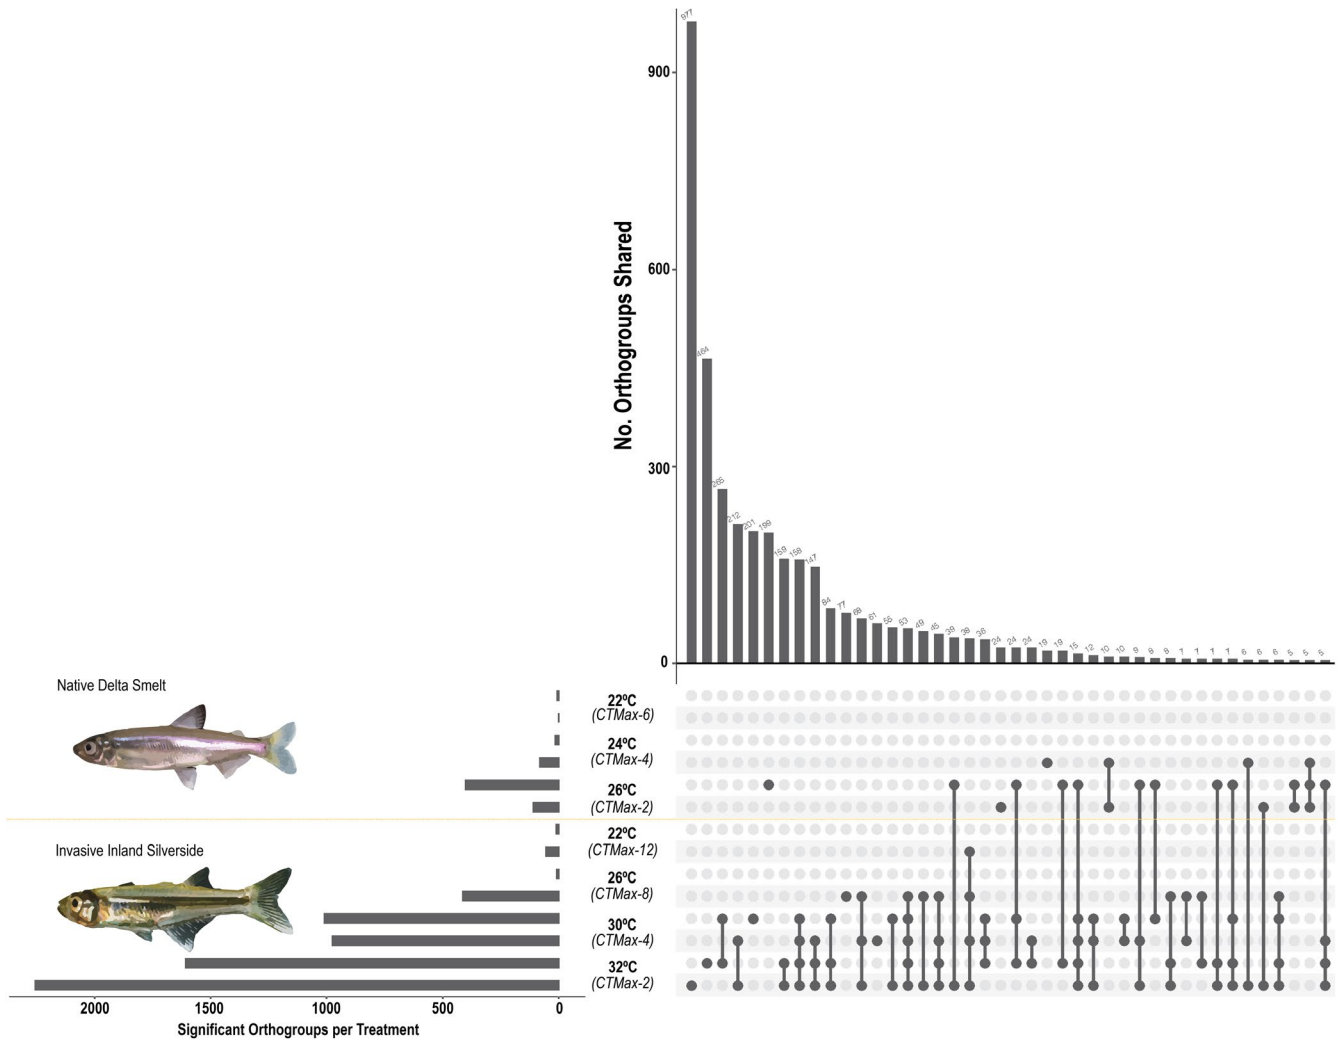 977
900
600
No. Orthogroups Shared
464
300
265
212
201
199
159
158
147
84
77
68
61
55
53
49
45
39
38
36
24
24
24
19
19
15
12
10
10
9
8
8
7
7
7
7
6
6
6
5
5
5
0
Native Delta Smelt
22ºC
(CTMax-6)
24ºC
(CTMax-4)
26ºC
(CTMax-2)
Invasive Inland Silverside
22ºC
(CTMax-12)
26ºC
(CTMax-8)
30ºC
(CTMax-4)
32ºC
(CTMax-2)
2000
1500
1000
500
0
Significant Orthogroups per Treatment